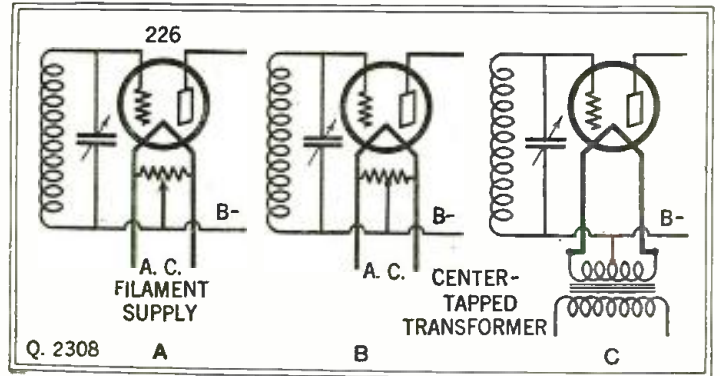 226
B-
A. C.
FILAMENT
SUPPLY
A
B-
A. C.
B
B-
CENTER-
TAPPED
TRANSFORMER
C
Q. 2308